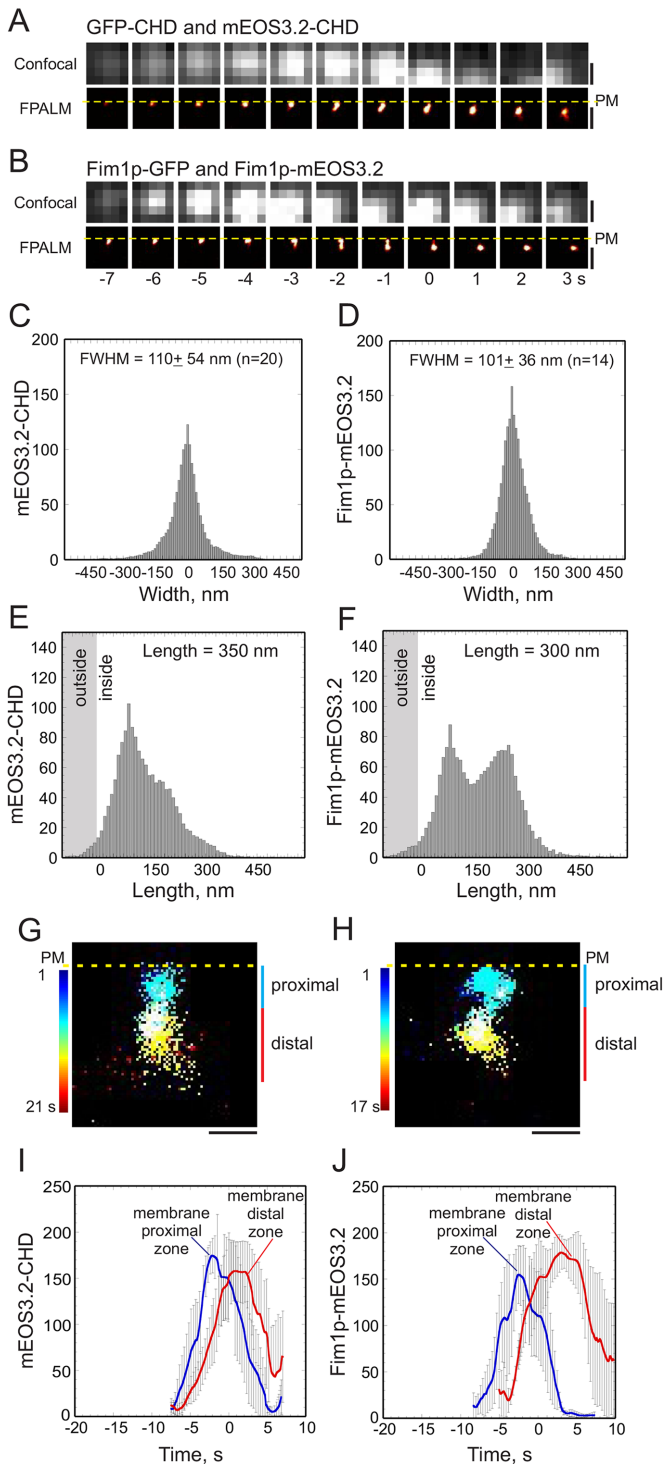 A
GFP-CHD and mEOS3.2-CHD
Confocal
FPALM
PM
B
Fim1p-GFP and Fim1p-mEOS3.2
Confocal
FPALM
PM
-7 -6 -5 -4 -3 -2 -1 0 1 2 3 s
C
200
150
100
50
0
mEOS3.2-CHD
FWHM = 110± 54 nm (n=20)
-450 -300 -150 0 150 300 450
Width, nm
D
200
150
100
50
0
Fim1p-mEOS3.2
FWHM = 101± 36 nm (n=14)
-450 -300 -150 0 150 300 450
Width, nm
E
140
120
100
80
60
40
20
0
mEOS3.2-CHD
outside
inside
Length = 350 nm
0 150 300 450
Length, nm
F
140
120
100
80
60
40
20
0
Fim1p-mEOS3.2
outside
inside
Length = 300 nm
0 150 300 450
Length, nm
G
PM
1
21 s
proximal
distal
H
PM
1
17 s
proximal
distal
I
250
200
150
100
50
0
mEOS3.2-CHD
membrane
proximal
zone
membrane
distal
zone
-20 -15 -10 -5 0 5 10
Time, s
J
250
200
150
100
50
0
Fim1p-mEOS3.2
membrane
proximal
zone
membrane
distal
zone
-20 -15 -10 -5 0 5 10
Time, s